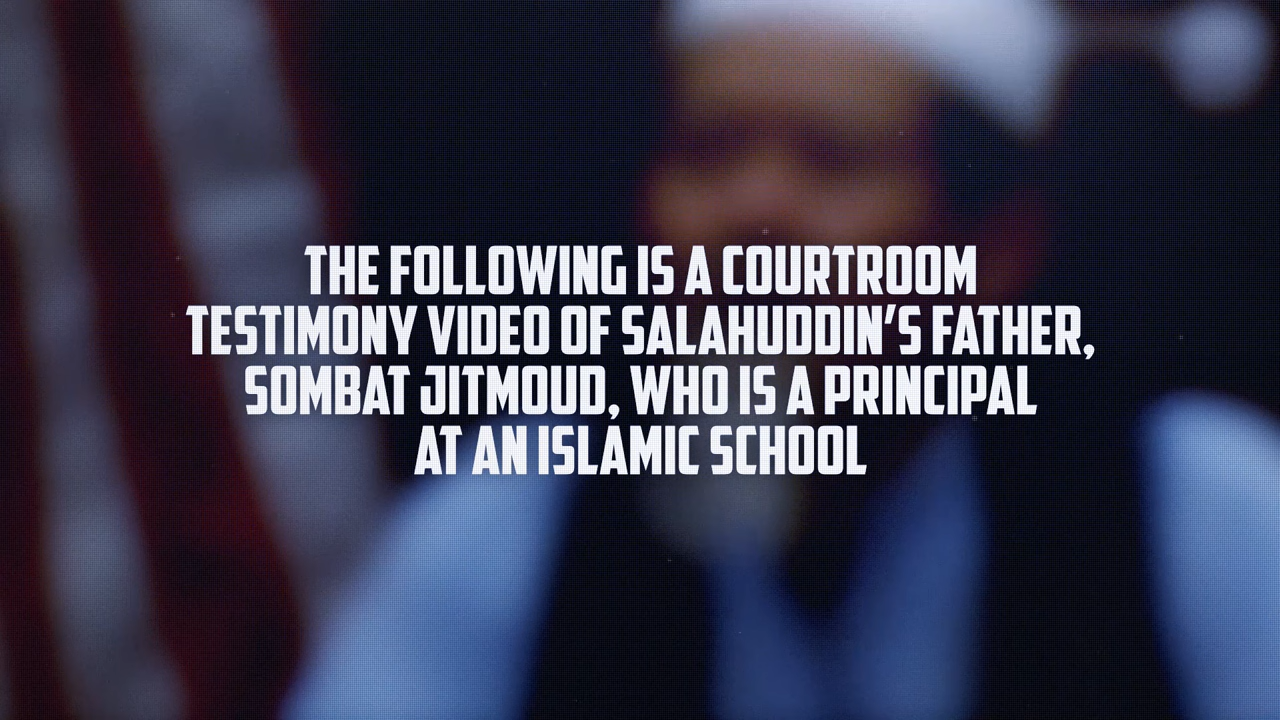 THE FOLLOWING IS A COURTROOM
TESTIMONY VIDEO OF SALAHUDDIN'S FATHER,
SOMBAT JITMOUD, WHO IS A PRINCIPAL
AT AN ISLAMIC SCHOOL